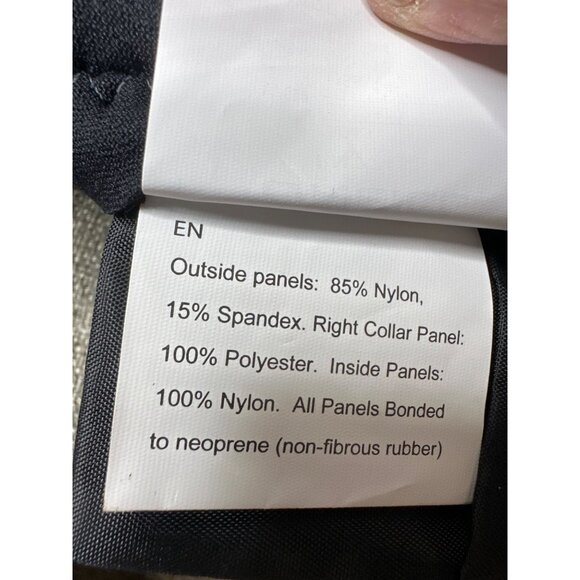 EN
Outside panels: 85% Nylon,
15% Spandex. Right Collar Panel:
100% Polyester. Inside Panels:
100% Nylon. All Panels Bonded
to neoprene (non-fibrous rubber)